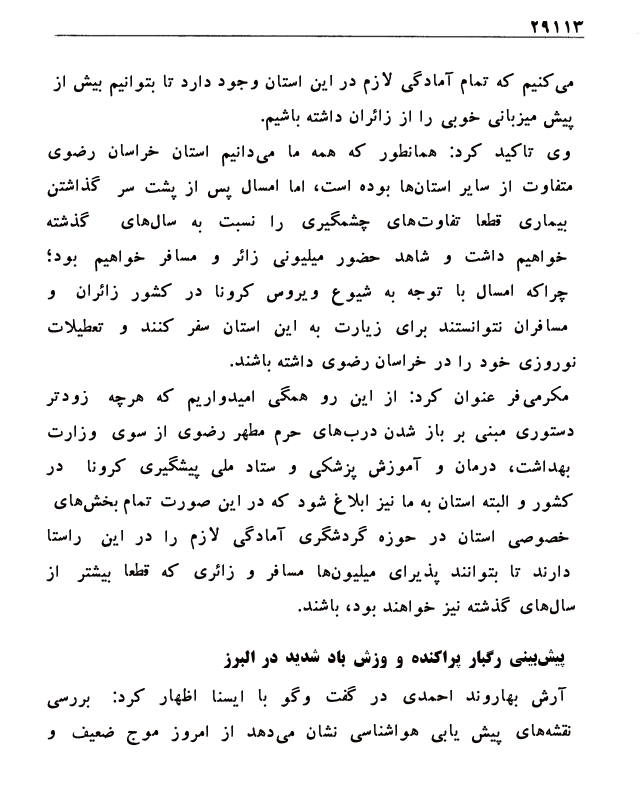 ۲۹۱۱۳
می‌کنیم که تمام آمادگی لازم در این استان وجود دارد تا بتوانیم بیش از
پیش میزبانی خوبی را از زائران داشته باشیم.
وی تاکید کرد: همانطور که همه ما می‌دانیم استان خراسان رضوی
متفاوت از سایر استان‌ها بوده است، اما امسال پس از پشت سر گذاشتن
بیماری قطعا تفاوت‌های چشمگیری را نسبت به سال‌های گذشته
خواهیم داشت و شاهد حضور میلیونی زائر و مسافر خواهیم بود؛
چراکه امسال با توجه به شیوع ویروس کرونا در کشور زائران و
مسافران نتوانستند برای زیارت به این استان سفر کنند و تعطیلات
نوروزی خود را در خراسان رضوی داشته باشند.
مکرمی‌فر عنوان کرد: از این رو همگی امیدواریم که هرچه زودتر
دستوری مبنی بر باز شدن درب‌های حرم مطهر رضوی از سوی وزارت
بهداشت، درمان و آموزش پزشکی و ستاد ملی پیشگیری کرونا در
کشور و البته استان به ما نیز ابلاغ شود که در این صورت تمام بخش‌های
خصوصی استان در حوزه گردشگری آمادگی لازم را در این راستا
دارند تا بتوانند پذیرای میلیون‌ها مسافر و زائری که قطعا بیشتر از
سال‌های گذشته نیز خواهند بود، باشند.
پیش‌بینی رگبار پراکنده و وزش باد شدید در البرز
آرش بهاروند احمدی در گفت وگو با ایسنا اظهار کرد: بررسی
نقشه‌های پیش یابی هواشناسی نشان می‌دهد از امروز موج ضعیف و